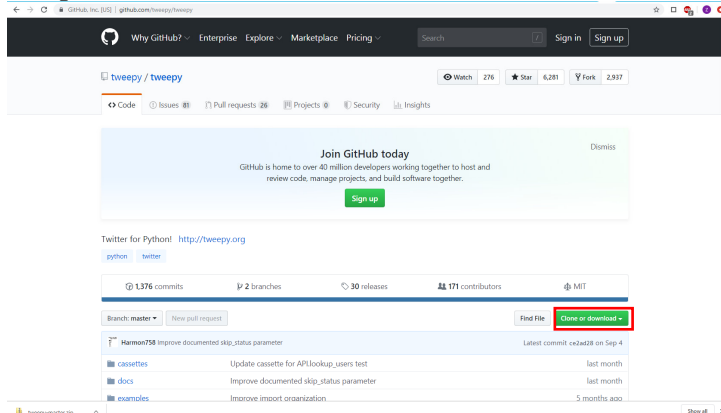 GitHub, Inc. [US] | github.com/tweepy/tweepy
Why GitHub? Enterprise Explore Marketplace Pricing Search / Sign in Sign up
tweepy / tweepy Watch 276 Star 6,281 Fork 2,937
Code Issues 81 Pull requests 26 Projects 0 Security Insights
Dismiss
Join GitHub today
GitHub is home to over 40 million developers working together to host and
review code, manage projects, and build software together.
Sign up
Twitter for Python! http://tweepy.org
python twitter
1,376 commits 2 branches 30 releases 171 contributors MIT
Branch: master New pull request Find File Clone or download
Harmon758 Improve documented skip_status parameter Latest commit ce2ad28 on Sep 4
cassettes Update cassette for API.lookup_users test last month
docs Improve documented skip_status parameter last month
examples Improve import organization 5 months ago
tweepy-master.zip Show all